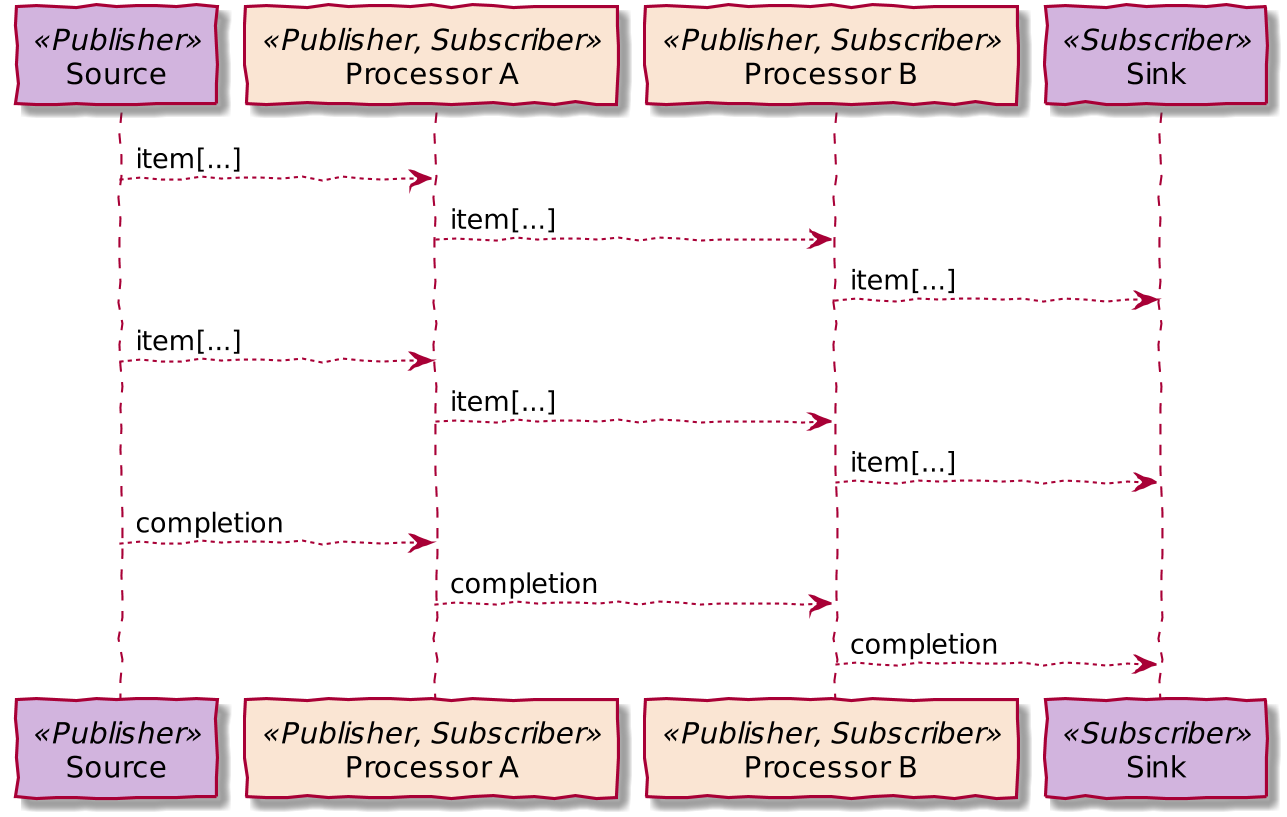 «Publisher»
Source
«Publisher, Subscriber»
Processor A
«Publisher, Subscriber»
Processor B
«Subscriber»
Sink
item[...]
item[...]
item[...]
item[...]
item[...]
item[...]
completion
completion
completion
«Publisher»
Source
«Publisher, Subscriber»
Processor A
«Publisher, Subscriber»
Processor B
«Subscriber»
Sink